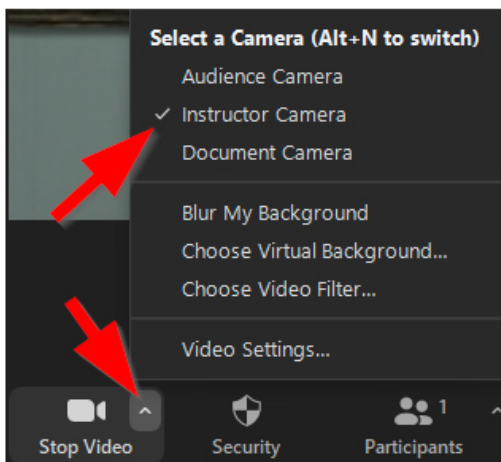 Select a Camera (Alt+N to switch)
Audience Camera
Instructor Camera
Document Camera
Blur My Background
Choose Virtual Background...
Choose Video Filter...
Video Settings...
1
Stop Video Security Participants